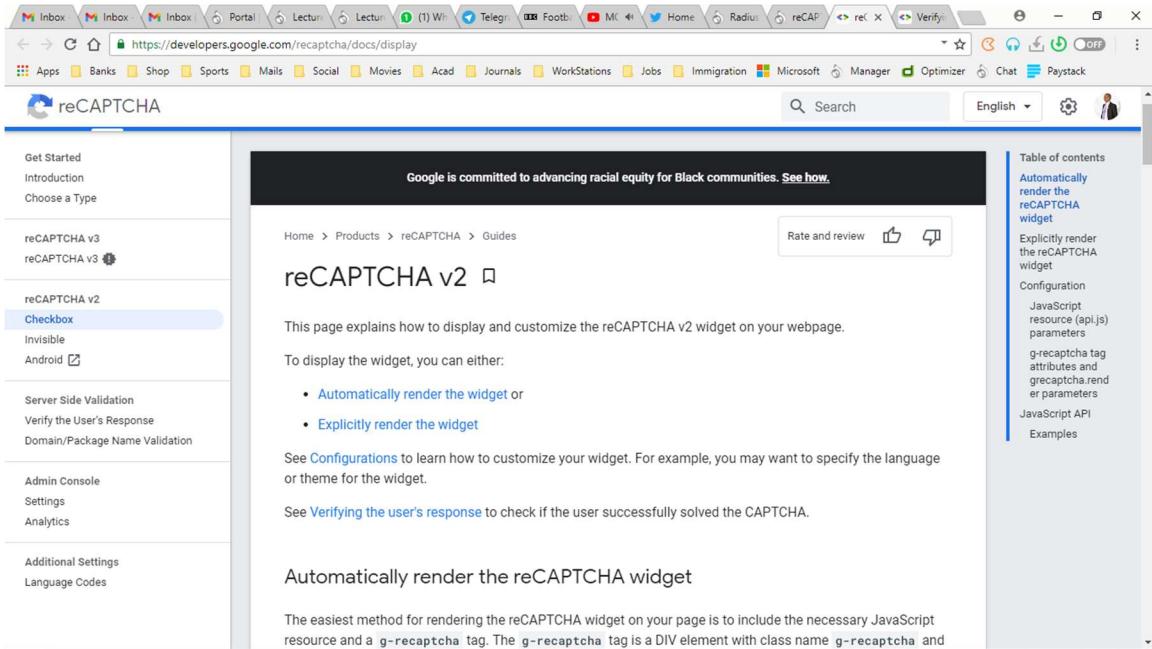 Inbox
Inbox -
Inbox |
Portal |
Lectur
Lectur
(1) Wh
Telegr
Footb
MC
Home
Radius
reCAP
reC
Verifyi
https://developers.google.com/recaptcha/docs/display
OFF
Apps
Banks
Shop
Sports
Mails
Social
Movies
Acad
Journals
WorkStations
Jobs
Immigration
Microsoft
Manager
Optimizer
Chat
Paystack
reCAPTCHA
Search
English
Get Started
Introduction
Choose a Type
reCAPTCHA v3
reCAPTCHA v3
reCAPTCHA v2
Checkbox
Invisible
Android
Server Side Validation
Verify the User's Response
Domain/Package Name Validation
Admin Console
Settings
Analytics
Additional Settings
Language Codes
Google is committed to advancing racial equity for Black communities. See how.
Home > Products > reCAPTCHA > Guides
Rate and review
reCAPTCHA v2
This page explains how to display and customize the reCAPTCHA v2 widget on your webpage.
To display the widget, you can either:
• Automatically render the widget or
• Explicitly render the widget
See Configurations to learn how to customize your widget. For example, you may want to specify the language
or theme for the widget.
See Verifying the user's response to check if the user successfully solved the CAPTCHA.
Automatically render the reCAPTCHA widget
The easiest method for rendering the reCAPTCHA widget on your page is to include the necessary JavaScript
resource and a g-recaptcha tag. The g-recaptcha tag is a DIV element with class name g-recaptcha and
Table of contents
Automatically
render the
reCAPTCHA
widget
Explicitly render
the reCAPTCHA
widget
Configuration
JavaScript
resource (api.js)
parameters
g-recaptcha tag
attributes and
grecaptcha.rend
er parameters
JavaScript API
Examples